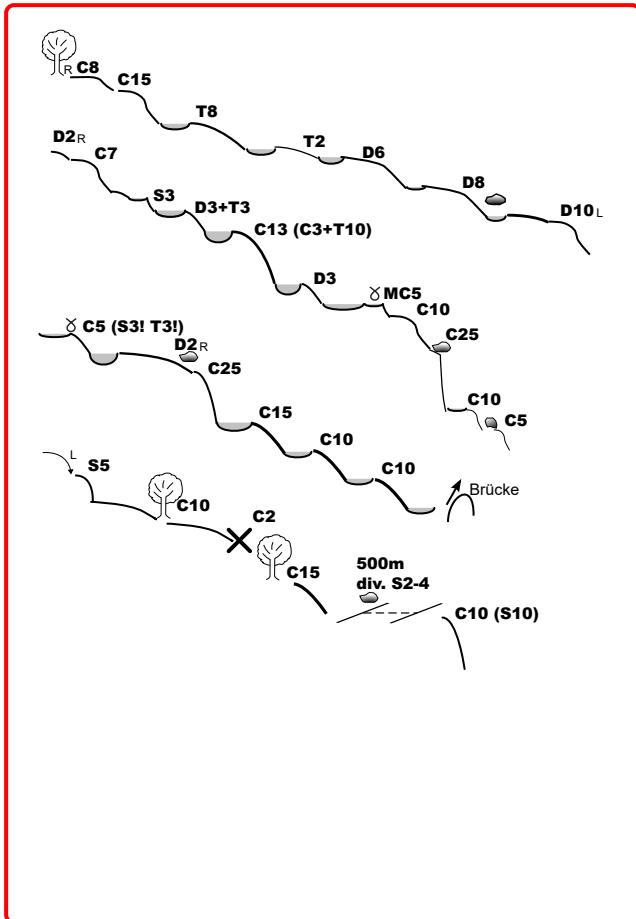 R C8
C15
T8
T2
D6
D8
D10 L
D2 R
C7
S3
D3+T3
C13 (C3+T10)
D3
MC5
C10
C25
C10
C5
C5 (S3! T3!)
D2 R
C25
C15
C10
C10
Brücke
L
S5
C10
C2
C15
500m
div. S2-4
C10 (S10)